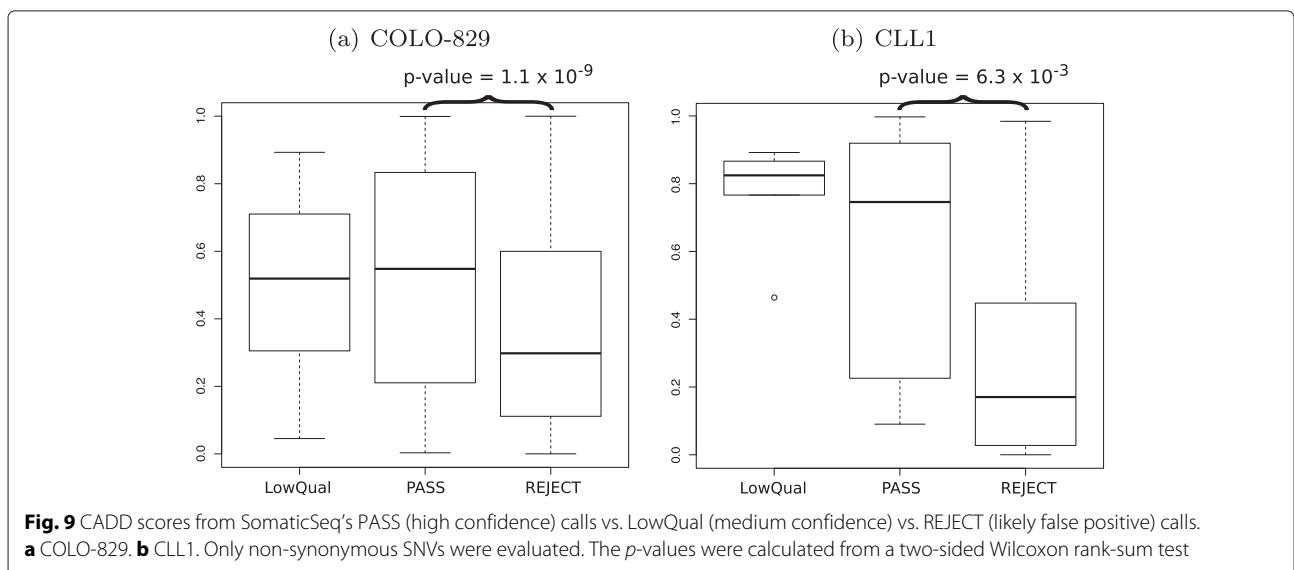 (a) COLO-829
(b) CLL1
p-value = 1.1 x 10-9
p-value = 6.3 x 10-3
1.0
0.8
0.6
0.4
0.2
0.0
LowQual
PASS
REJECT
1.0
0.8
0.6
0.4
0.2
0.0
LowQual
PASS
REJECT
Fig. 9 CADD scores from SomaticSeq's PASS (high confidence) calls vs. LowQual (medium confidence) vs. REJECT (likely false positive) calls.
a COLO-829. b CLL1. Only non-synonymous SNVs were evaluated. The p-values were calculated from a two-sided Wilcoxon rank-sum test